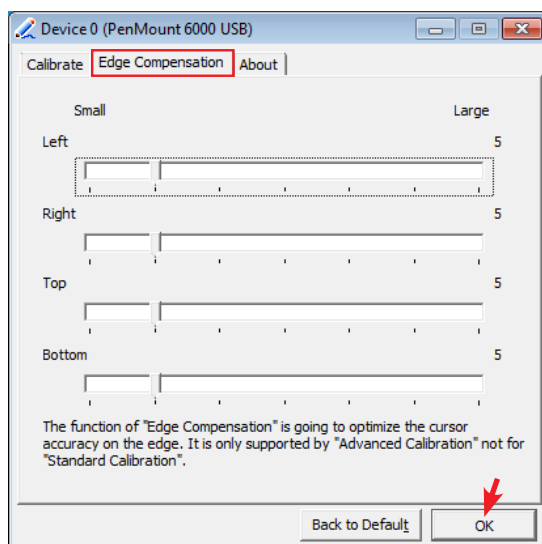 Device 0 (PenMount 6000 USB)
Calibrate Edge Compensation About
Small Large
Left 5
Right 5
Top 5
Bottom 5
The function of "Edge Compensation" is going to optimize the cursor
accuracy on the edge. It is only supported by "Advanced Calibration" not for
"Standard Calibration".
Back to Default OK